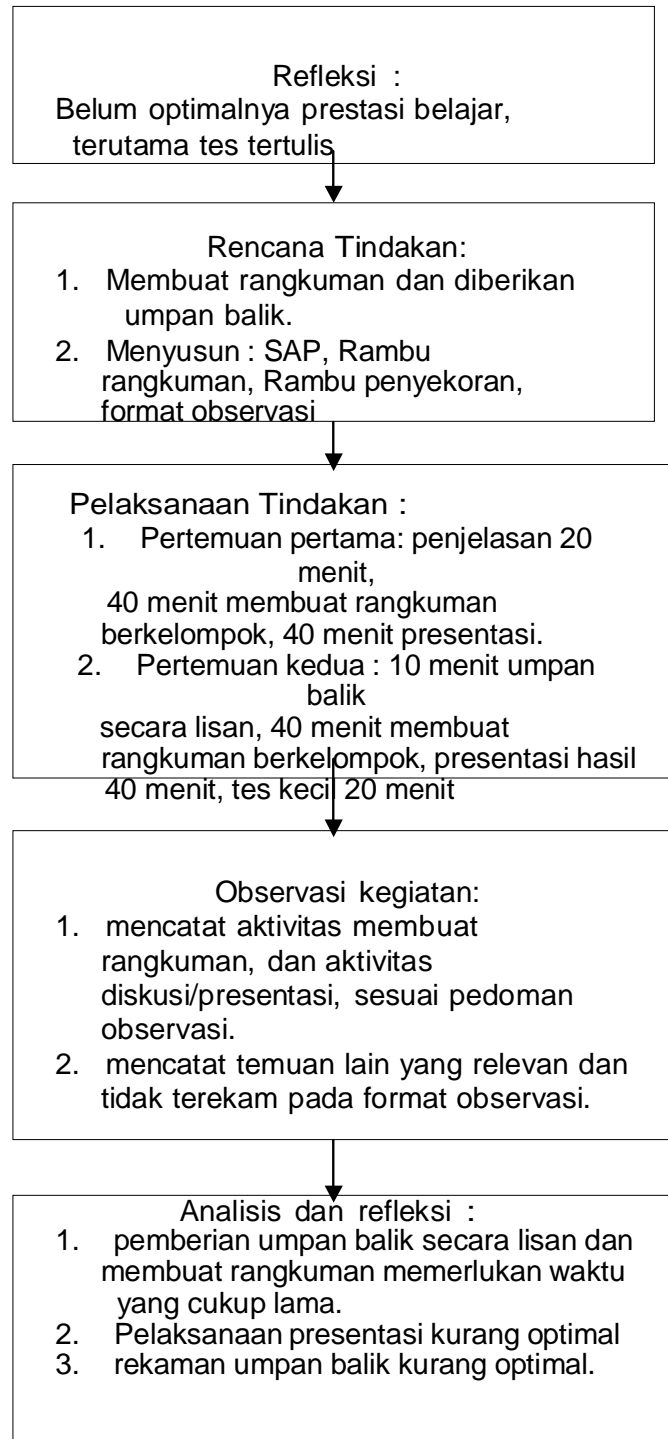 Refleksi :
Belum optimalnya prestasi belajar,
terutama tes tertulis
Rencana Tindakan:
1. Membuat rangkuman dan diberikan
umpan balik.
2. Menyusun : SAP, Rambu
rangkuman, Rambu penyekoran,
format observasi
Pelaksanaan Tindakan :
1. Pertemuan pertama: penjelasan 20
menit,
40 menit membuat rangkuman
berkelompok, 40 menit presentasi.
2. Pertemuan kedua : 10 menit umpan
balik
secara lisan, 40 menit membuat
rangkuman berkelompok, presentasi hasil
40 menit, tes kecil 20 menit
Observasi kegiatan:
1. mencatat aktivitas membuat
rangkuman, dan aktivitas
diskusi/presentasi, sesuai pedoman
observasi.
2. mencatat temuan lain yang relevan dan
tidak terekam pada format observasi.
Analisis dan refleksi :
1. pemberian umpan balik secara lisan dan
membuat rangkuman memerlukan waktu
yang cukup lama.
2. Pelaksanaan presentasi kurang optimal
3. rekaman umpan balik kurang optimal.